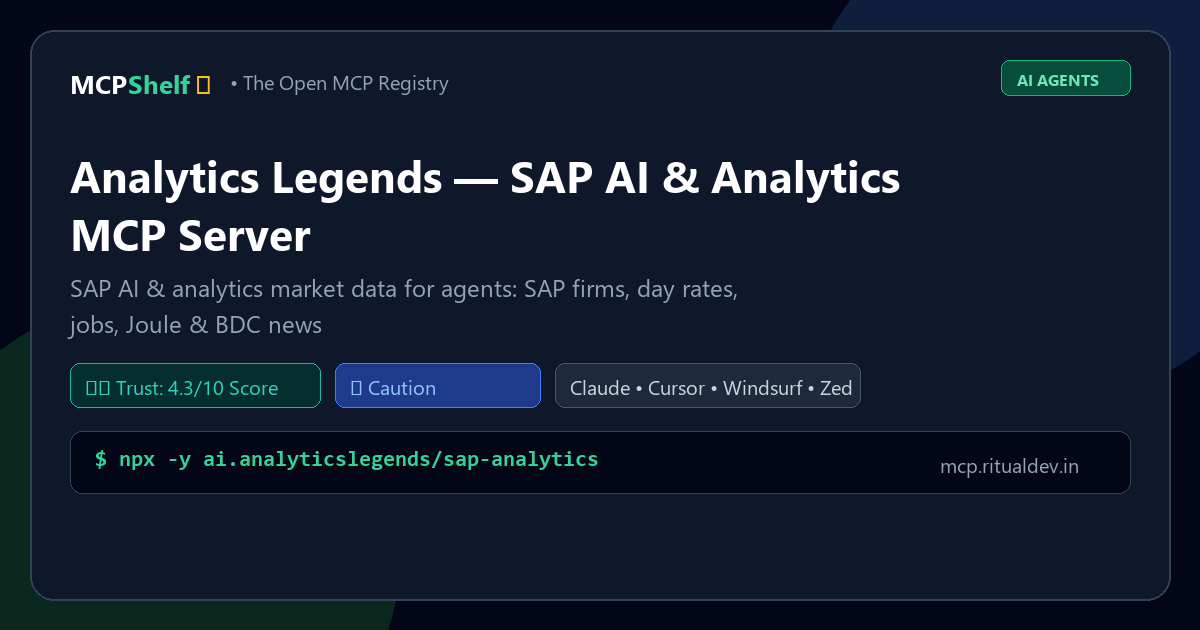 MCPShelf • The Open MCP Registry
AI AGENTS
Analytics Legends — SAP AI & Analytics
MCP Server
SAP AI & analytics market data for agents: SAP firms, day rates,
jobs, Joule & BDC news
Trust: 4.3/10 Score
Caution
Claude • Cursor • Windsurf • Zed
$ npx -y ai.analyticslegends/sap-analytics
mcp.ritualdev.in